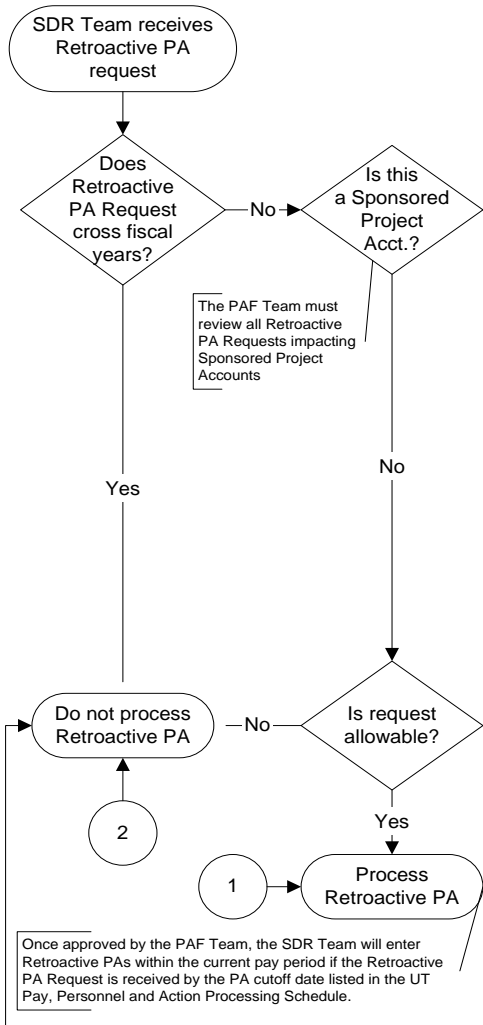 SDR Team receives
Retroactive PA
request
Does
Retroactive
PA Request
cross fiscal
years?
No
Is this
a Sponsored
Project
Acct.?
The PAF Team must
review all Retroactive
PA Requests impacting
Sponsored Project
Accounts
No
Yes
Do not process
Retroactive PA
No
Is request
allowable?
2
Yes
1
Process
Retroactive PA
Once approved by the PAF Team, the SDR Team will enter
Retroactive PAs within the current pay period if the Retroactive
PA Request is received by the PA cutoff date listed in the UT
Pay, Personnel and Action Processing Schedule.